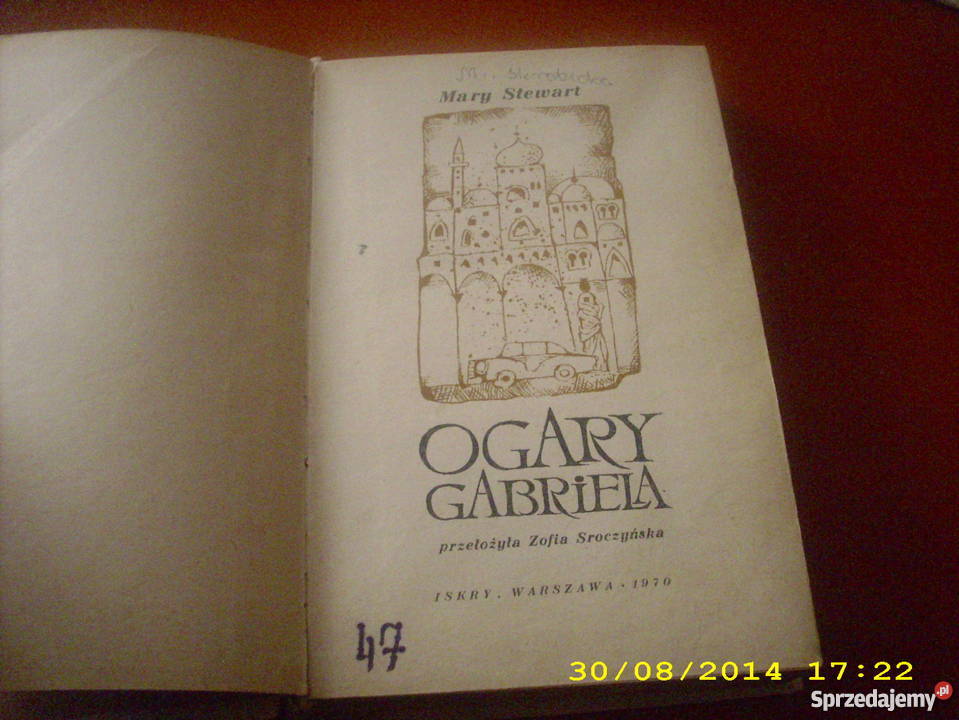 Mary Stewart
OGARY
GABRIELA
przełożyła Zofia Sroczyńska
ISKRY . WARSZAWA · 1970
47
30/08/2014 17:22
Sprzedajemy.pl